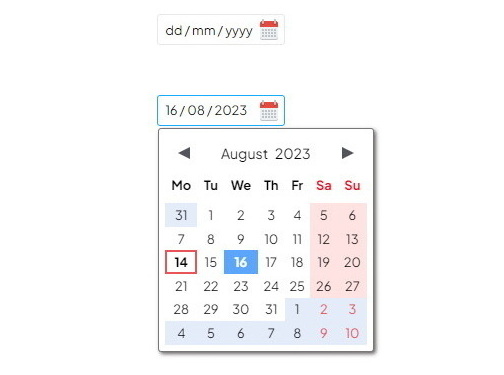 dd / mm / yyyy
16 / 08 / 2023
August 2023
Mo Tu We Th Fr Sa Su
31 1 2 3 4 5 6
7 8 9 10 11 12 13
14 15 16 17 18 19 20
21 22 23 24 25 26 27
28 29 30 31 1 2 3
4 5 6 7 8 9 10